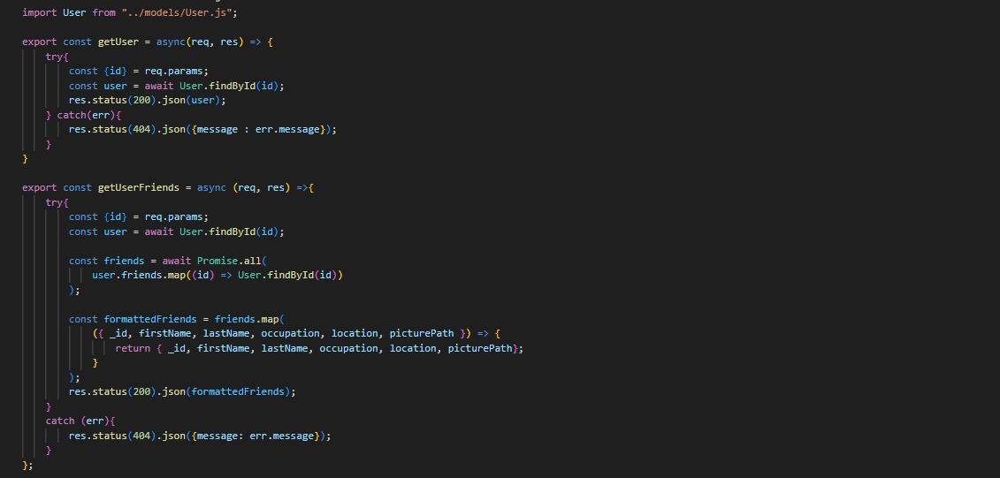 import User from "../models/User.js";
export const getUser = async(req, res) => {
try{
const {id} = req.params;
const user = await User.findById(id);
res.status(200).json(user);
} catch(err){
res.status(404).json({message : err.message});
}
}
export const getUserFriends = async (req, res) =>{
try{
const {id} = req.params;
const user = await User.findById(id);
const friends = await Promise.all(
user.friends.map((id) => User.findById(id))
);
const formattedFriends = friends.map(
({ _id, firstName, lastName, occupation, location, picturePath }) => {
return { _id, firstName, lastName, occupation, location, picturePath};
}
);
res.status(200).json(formattedFriends);
}
catch (err){
res.status(404).json({message: err.message});
}
};